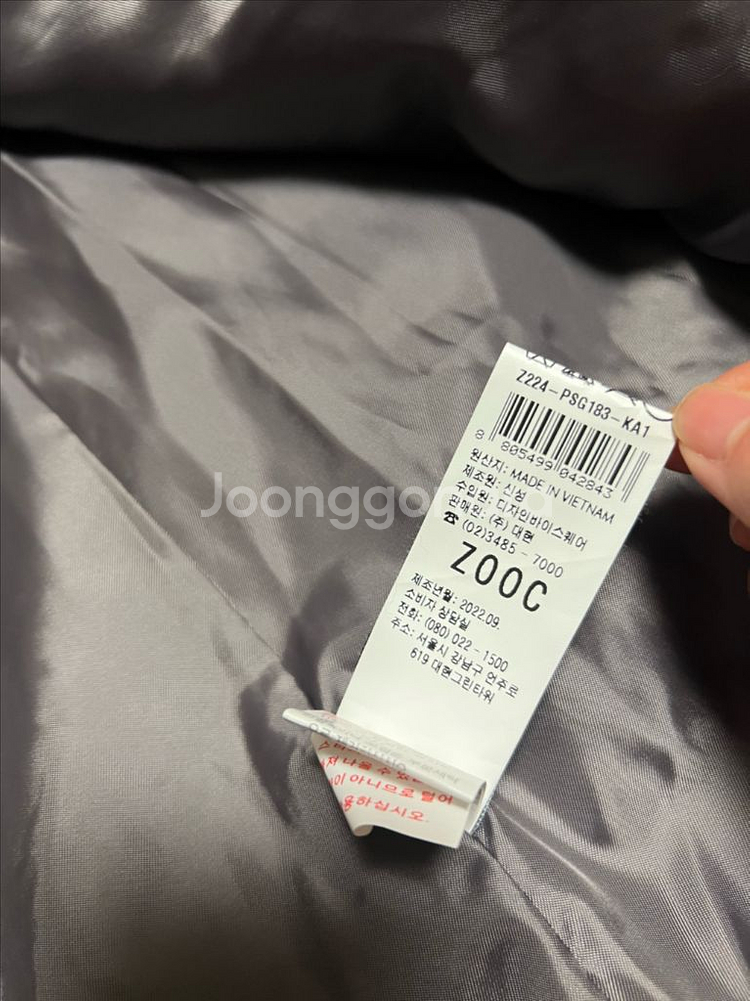 Z224-PSG183-KA1
8 805499 042843
원산지: MADE IN VIETNAM
제조원: 신성
수입원: 디자인바이스퀘어
판매원: (주) 대현
☎ (02)3485-7000
ZOOC
제조년월: 2022.09.
소비자 상담실
전화: (080) 022-1500
주소: 서울시 강남구 언주로
619 대현그린타워
아니므로 털어
하십시오.